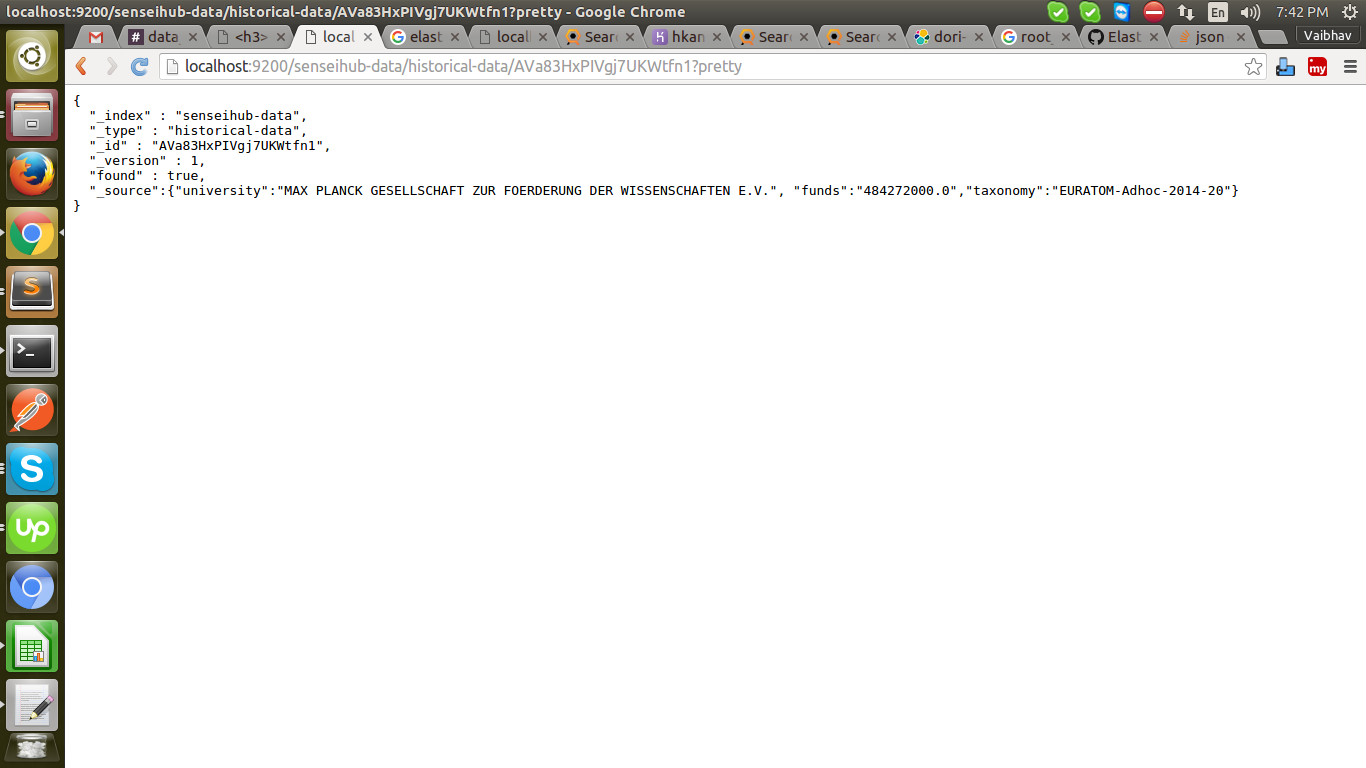 localhost:9200/senseihub-data/historical-data/AVa83HxPIVgj7UKWtfn1?pretty - Google Chrome
En
7:42 PM
data_
<h3>
local
elast
locall
Searc
hkan
Searc
Searc
dori-
root_
Elast
json
Vaibhav
localhost:9200/senseihub-data/historical-data/AVa83HxPIVgj7UKWtfn1?pretty
my
{
"_index" : "senseihub-data",
"_type" : "historical-data",
"_id" : "AVa83HxPIVgj7UKWtfn1",
"_version" : 1,
"found" : true,
"_source":{"university":"MAX PLANCK GESELLSCHAFT ZUR FOERDERUNG DER WISSENSCHAFTEN E.V.", "funds":"484272000.0","taxonomy":"EURATOM-Adhoc-2014-20"}
}